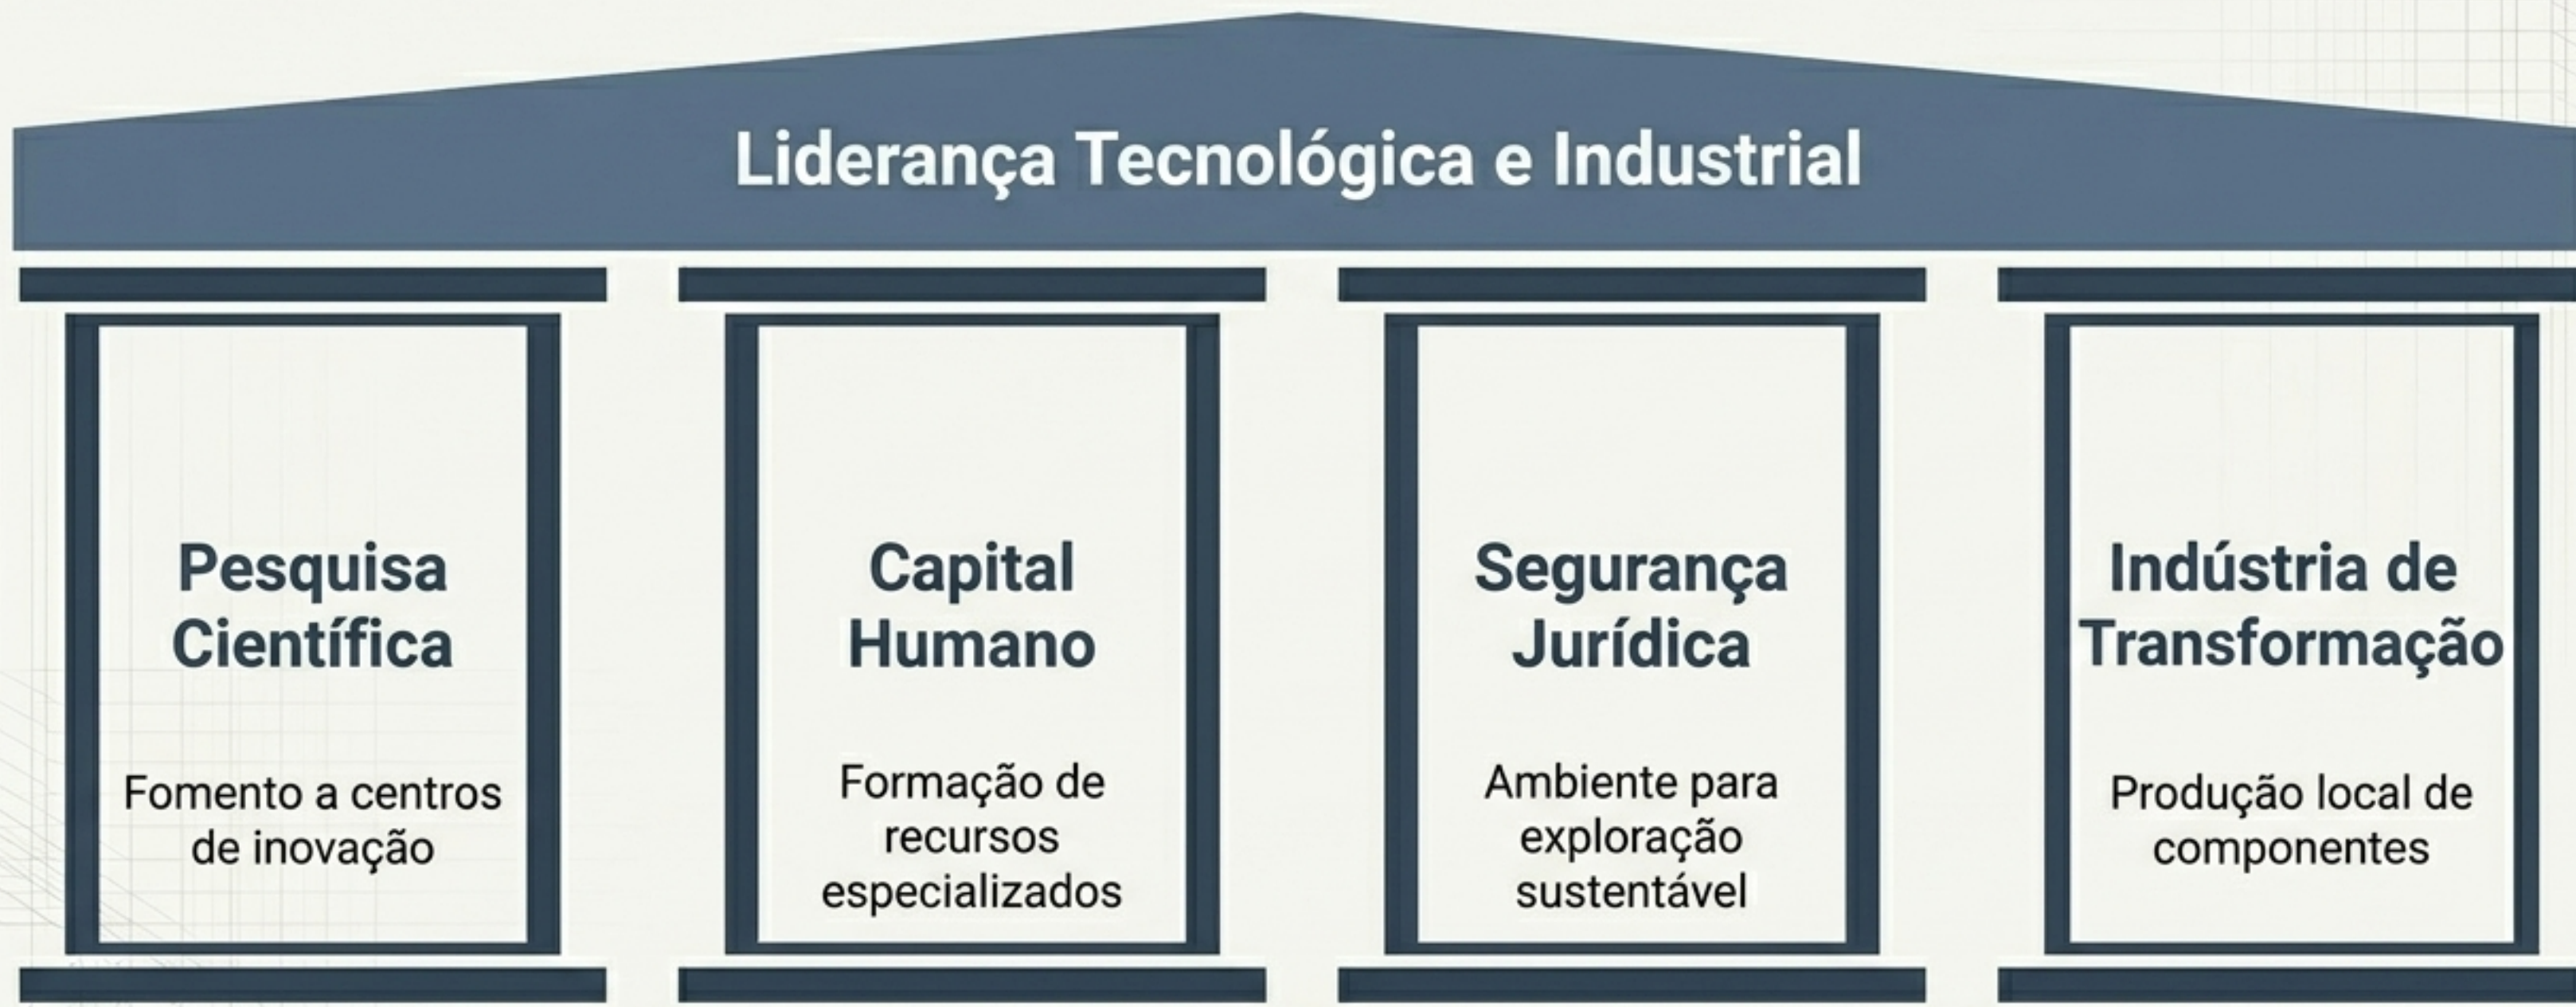 Liderança Tecnológica e Industrial
Pesquisa
Científica
Fomento a centros
de inovação
Capital
Humano
Formação de
recursos
especializados
Segurança
Jurídica
Ambiente para
exploração
sustentável
Indústria de
Transformação
Produção local de
componentes